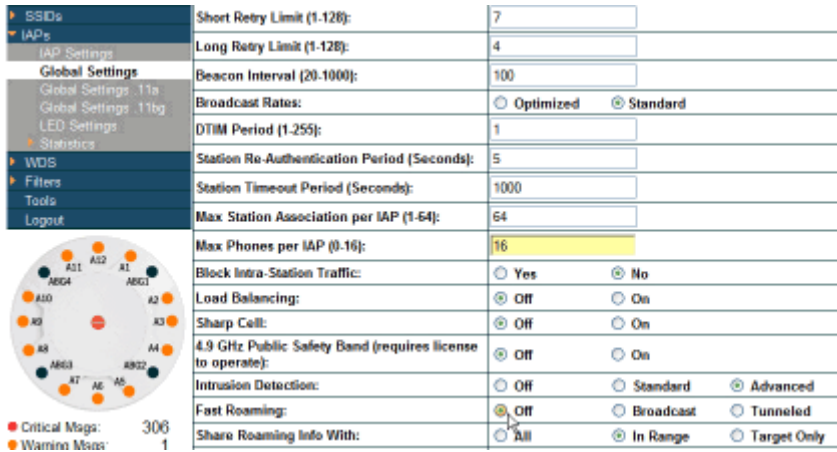 SSIDs
IAPs
IAP Settings
Global Settings
Global Settings .11a
Global Settings .11bg
LED Settings
Statistics
WDS
Filters
Tools
Logout
A12
A11
A1
ABG4
ABG1
A10
A2
A9
A3
A8
A4
ABG3
ABG2
A7
A6
A5
Critical Msgs: 306
Warning Msgs: 1
Short Retry Limit (1-128): 7
Long Retry Limit (1-128): 4
Beacon Interval (20-1000): 100
Broadcast Rates: Optimized Standard
DTIM Period (1-255): 1
Station Re-Authentication Period (Seconds): 5
Station Timeout Period (Seconds): 1000
Max Station Association per IAP (1-64): 64
Max Phones per IAP (0-16): 16
Block Intra-Station Traffic: Yes No
Load Balancing: Off On
Sharp Cell: Off On
4.9 GHz Public Safety Band (requires license
to operate): Off On
Intrusion Detection: Off Standard Advanced
Fast Roaming: Off Broadcast Tunneled
Share Roaming Info With: All In Range Target Only